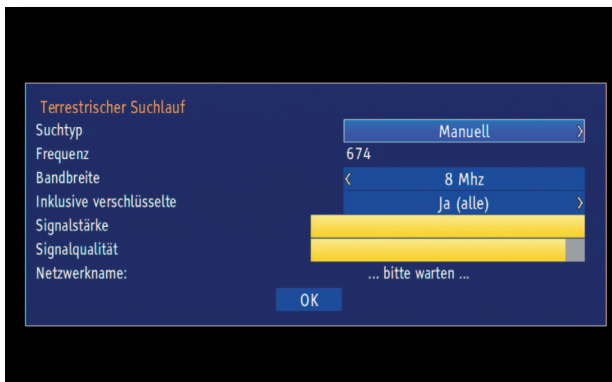 Terrestrischer Suchlauf
Suchtyp Manuell >
Frequenz 674
Bandbreite < 8 Mhz
Inklusive verschlüsselte Ja (alle) >
Signalstärke
Signalqualität
Netzwerkname: ... bitte warten ...
OK